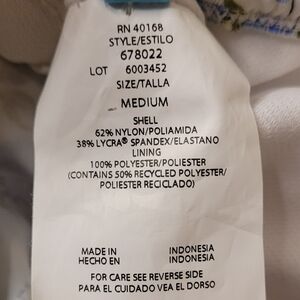 RN 40168
STYLE/ESTILO
678022
LOT 6003452
SIZE/TALLA
MEDIUM
SHELL
62% NYLON/POLIAMIDA
38% LYCRA® SPANDEX/ELASTANO
LINING
100% POLYESTER/POLIESTER
(CONTAINS 50% RECYCLED POLYESTER/
POLIESTER RECICLADO)
MADE IN INDONESIA
HECHO EN INDONESIA
FOR CARE SEE REVERSE SIDE
PARA EL CUIDADO VEA EL DORSO